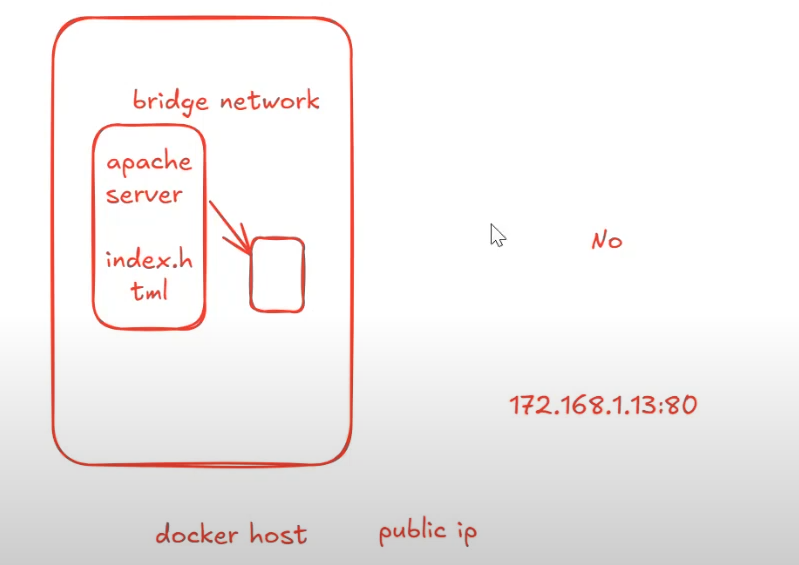 bridge network
apache
server
index.h
tml
No
172.168.1.13:80
docker host
public ip